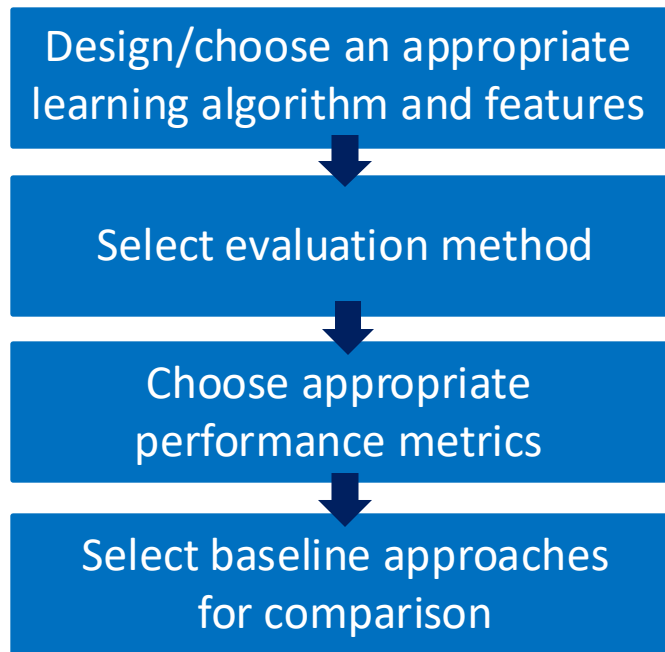 Design/choose an appropriate
learning algorithm and features
Select evaluation method
Choose appropriate
performance metrics
Select baseline approaches
for comparison